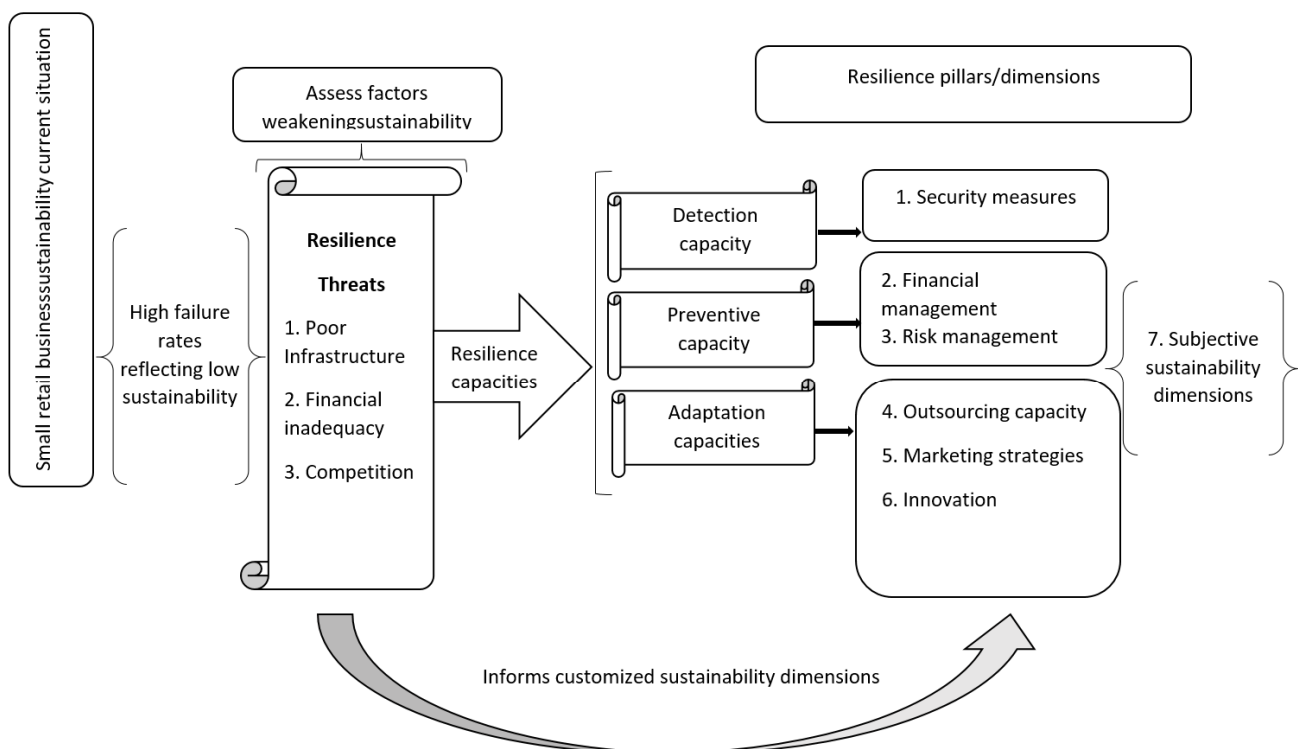 Small retail businesssustainability current situation
High failure
rates
reflecting low
sustainability
Assess factors
weakeningsustainability
Resilience
Threats
1. Poor
Infrastructure
2. Financial
inadequacy
3. Competition
Resilience
capacities
Resilience pillars/dimensions
Detection
capacity
Preventive
capacity
Adaptation
capacities
1. Security measures
2. Financial
management
3. Risk management
4. Outsourcing capacity
5. Marketing strategies
6. Innovation
7. Subjective
sustainability
dimensions
Informs customized sustainability dimensions